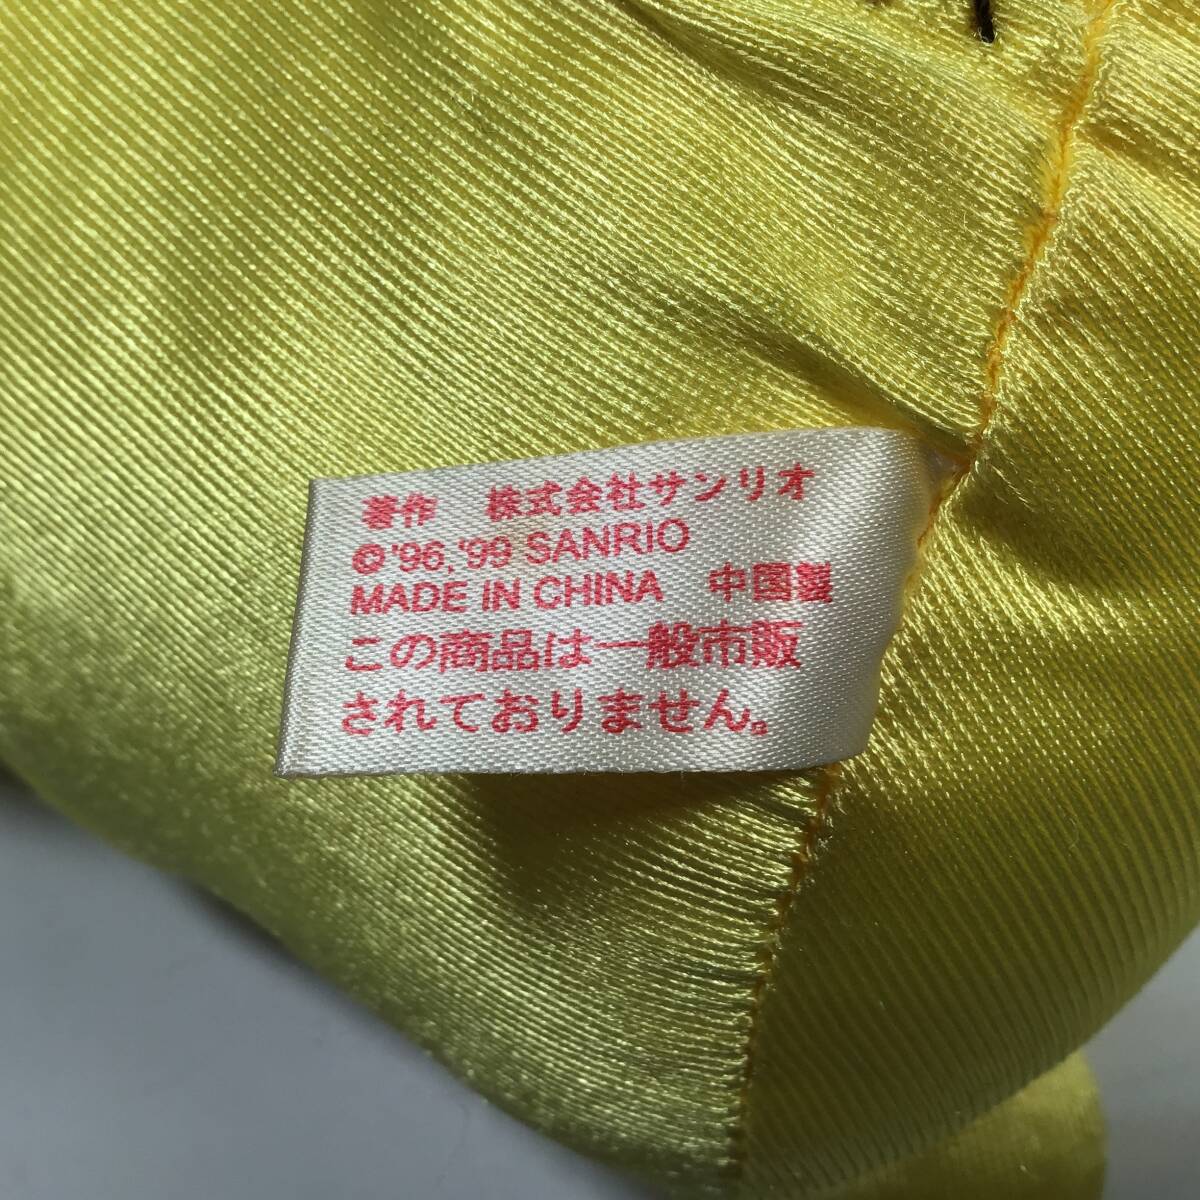 著作 株式会社サンリオ
©'96,'99 SANRIO
MADE IN CHINA 中国製
この商品は一般市販
されておりません。